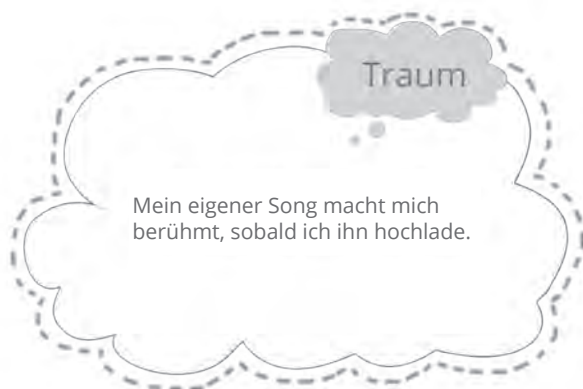 Traum
Mein eigener Song macht mich
berühmt, sobald ich ihn hochlade.